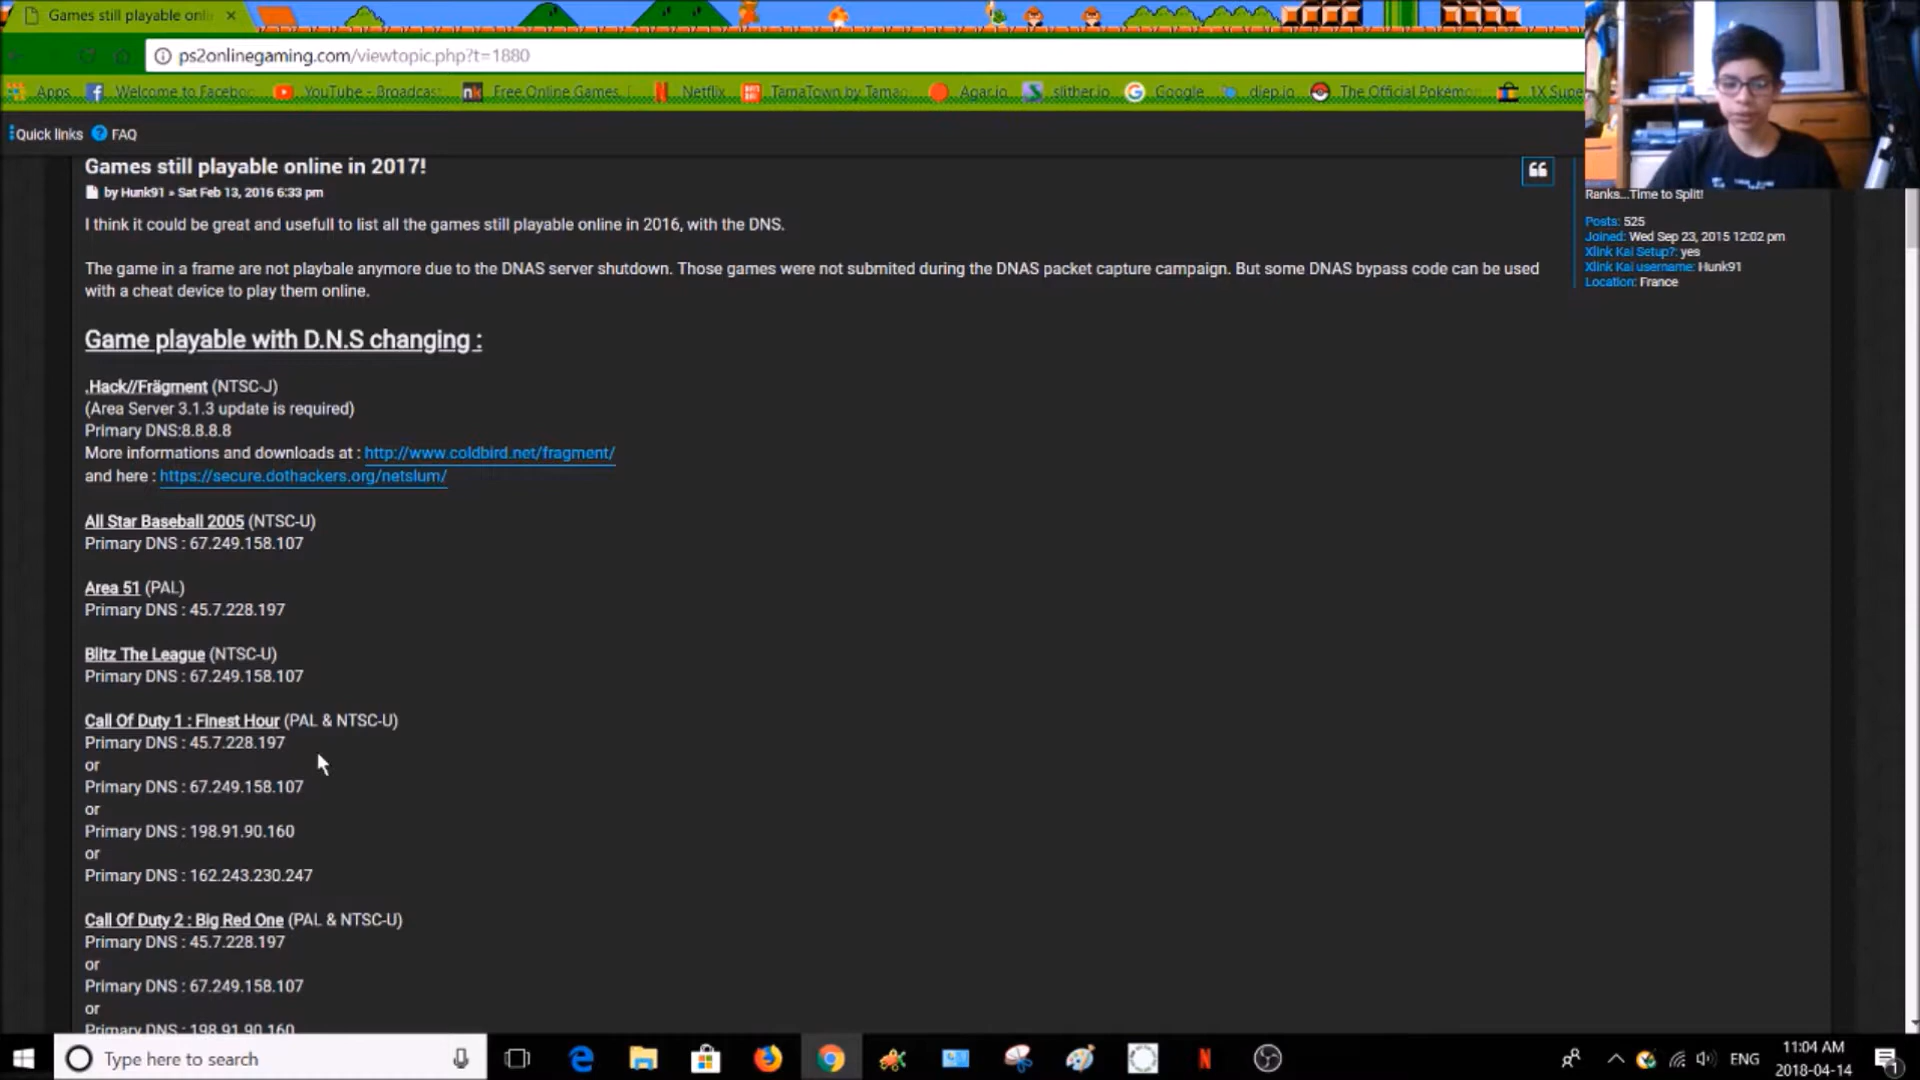 Games still playable onli
ps2onlinegaming.com/viewtopic.php?t=1880
Apps Welcome to Faceboo YouTube - Broadcast Free Online Games Netflix TamaTown by Tamag Agar.io slither.io Google diep.io The Official Pokémon 1X Supe
Quick links FAQ
Games still playable online in 2017!
by Hunk91 » Sat Feb 13, 2016 6:33 pm
I think it could be great and usefull to list all the games still playable online in 2016, with the DNS.
The game in a frame are not playbale anymore due to the DNAS server shutdown. Those games were not submited during the DNAS packet capture campaign. But some DNAS bypass code can be used
with a cheat device to play them online.
Ranks...Time to Split!
Posts: 525
Joined: Wed Sep 23, 2015 12:02 pm
Xlink Kai Setup?: yes
Xlink Kai username: Hunk91
Location: France
Game playable with D.N.S changing :
.Hack//Frägment (NTSC-J)
(Area Server 3.1.3 update is required)
Primary DNS:8.8.8.8
More informations and downloads at : http://www.coldbird.net/fragment/
and here : https://secure.dothackers.org/netslum/
All Star Baseball 2005 (NTSC-U)
Primary DNS : 67.249.158.107
Area 51 (PAL)
Primary DNS : 45.7.228.197
Blitz The League (NTSC-U)
Primary DNS : 67.249.158.107
Call Of Duty 1 : Finest Hour (PAL & NTSC-U)
Primary DNS : 45.7.228.197
or
Primary DNS : 67.249.158.107
or
Primary DNS : 198.91.90.160
or
Primary DNS : 162.243.230.247
Call Of Duty 2 : Big Red One (PAL & NTSC-U)
Primary DNS : 45.7.228.197
or
Primary DNS : 67.249.158.107
or
Primary DNS : 198.91.90.160
Type here to search
ENG
11:04 AM
2018-04-14
1